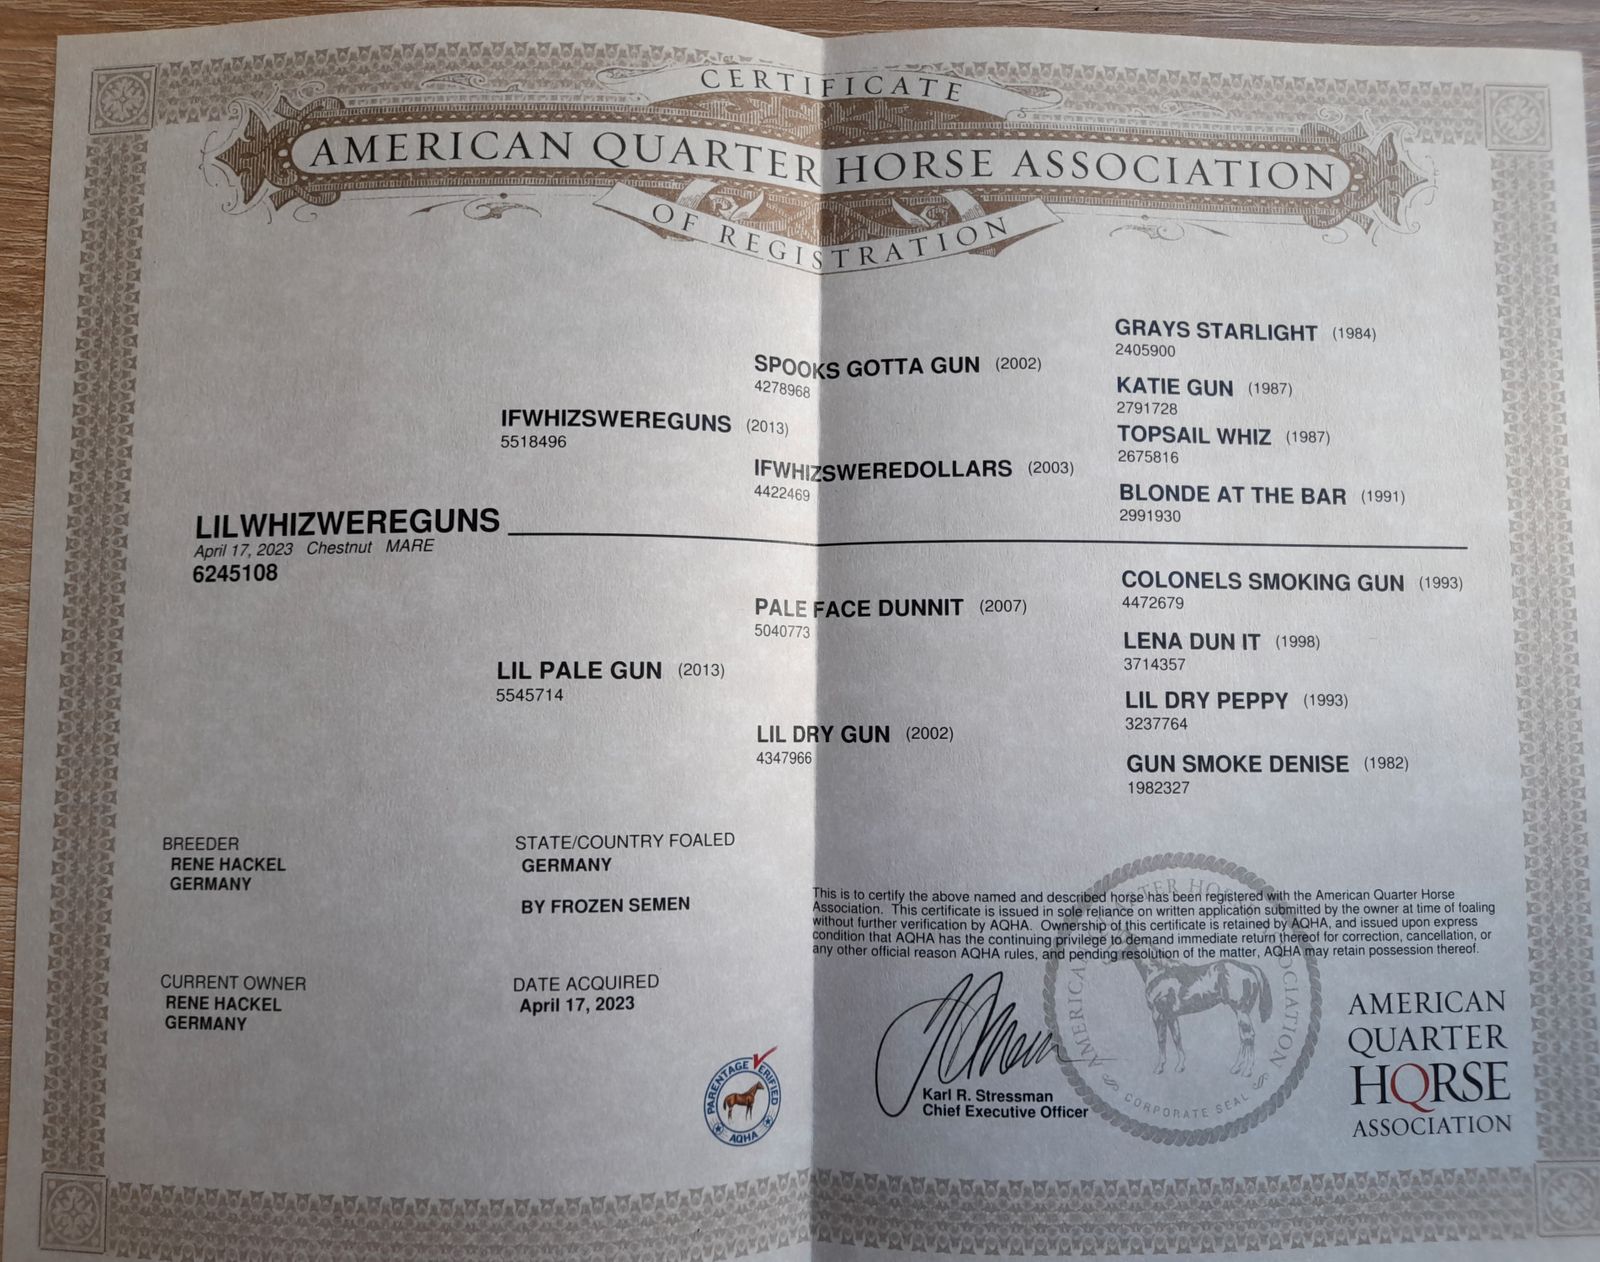 CERTIFICATE
AMERICAN QUARTER HORSE ASSOCIATION
OF REGISTRATION
GRAYS STARLIGHT (1984)
2405900
SPOOKS GOTTA GUN (2002)
4278968
KATIE GUN (1987)
2791728
IFWHIZSWEREGUNS (2013)
5518496
TOPSAIL WHIZ (1987)
2675816
IFWHIZSWEREDOLLARS (2003)
4422469
BLONDE AT THE BAR (1991)
2991930
LILWHIZWEREGUNS
April 17, 2023 Chestnut MARE
6245108
COLONELS SMOKING GUN (1993)
4472679
PALE FACE DUNNIT (2007)
5040773
LENA DUN IT (1998)
3714357
LIL PALE GUN (2013)
5545714
LIL DRY PEPPY (1993)
3237764
LIL DRY GUN (2002)
4347966
GUN SMOKE DENISE (1982)
1982327
BREEDER
RENE HACKEL
GERMANY
STATE/COUNTRY FOALED
GERMANY
BY FROZEN SEMEN
CURRENT OWNER
RENE HACKEL
GERMANY
DATE ACQUIRED
April 17, 2023
This is to certify the above named and described horse has been registered with the American Quarter Horse
Association. This certificate is issued in sole reliance on written application submitted by the owner at time of foaling
without further verification by AQHA. Ownership of this certificate is retained by AQHA, and issued upon express
condition that AQHA has the continuing privilege to demand immediate return thereof for correction, cancellation, or
any other official reason AQHA rules, and pending resolution of the matter, AQHA may retain possession thereof.
Karl R. Stressman
Chief Executive Officer
PARENTAGE VERIFIED
AQHA
AMERICAN QUARTER HORSE ASSOCIATION
CORPORATE SEAL
AMERICAN
QUARTER
HORSE
ASSOCIATION